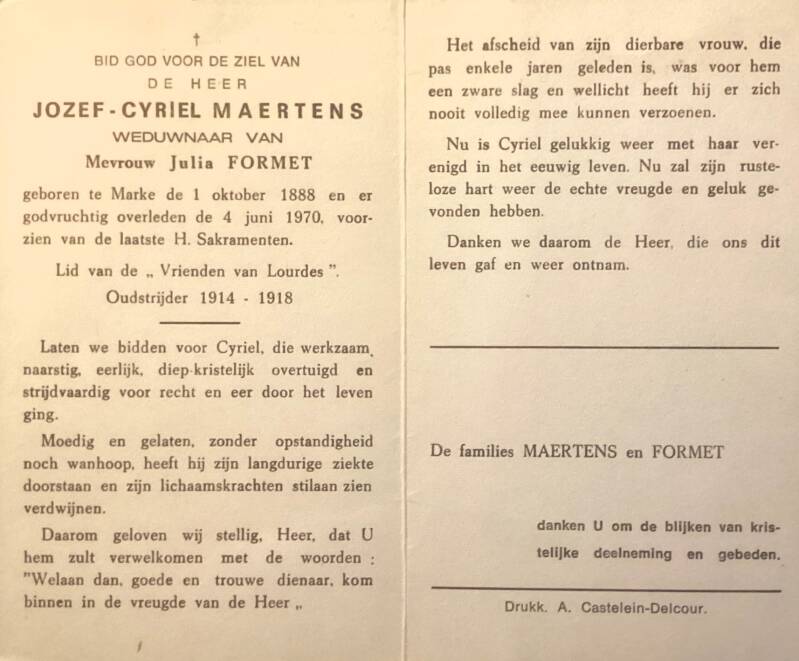 †
BID GOD VOOR DE ZIEL VAN
DE HEER
JOZEF-CYRIEL MAERTENS
WEDUWNAAR VAN
Mevrouw Julia FORMET
geboren te Marke de 1 oktober 1888 en er
godvruchtig overleden de 4 juni 1970, voor-
zien van de laatste H. Sakramenten.
Lid van de „ Vrienden van Lourdes ”.
Oudstrijder 1914 - 1918
Laten we bidden voor Cyriel, die werkzaam,
naarstig, eerlijk, diep-kristelijk overtuigd en
strijdvaardig voor recht en eer door het leven
ging.
Moedig en gelaten, zonder opstandigheid
noch wanhoop, heeft hij zijn langdurige ziekte
doorstaan en zijn lichaamskrachten stilaan zien
verdwijnen.
Daarom geloven wij stellig, Heer, dat U
hem zult verwelkomen met de woorden :
"Welaan dan, goede en trouwe dienaar, kom
binnen in de vreugde van de Heer „
Het afscheid van zijn dierbare vrouw, die
pas enkele jaren geleden is, was voor hem
een zware slag en wellicht heeft hij er zich
nooit volledig mee kunnen verzoenen.
Nu is Cyriel gelukkig weer met haar ver-
enigd in het eeuwig leven. Nu zal zijn ruste-
loze hart weer de echte vreugde en geluk ge-
vonden hebben.
Danken we daarom de Heer, die ons dit
leven gaf en weer ontnam.
De families MAERTENS en FORMET
danken U om de blijken van kris-
telijke deelneming en gebeden.
Drukk. A. Castelein-Delcour.